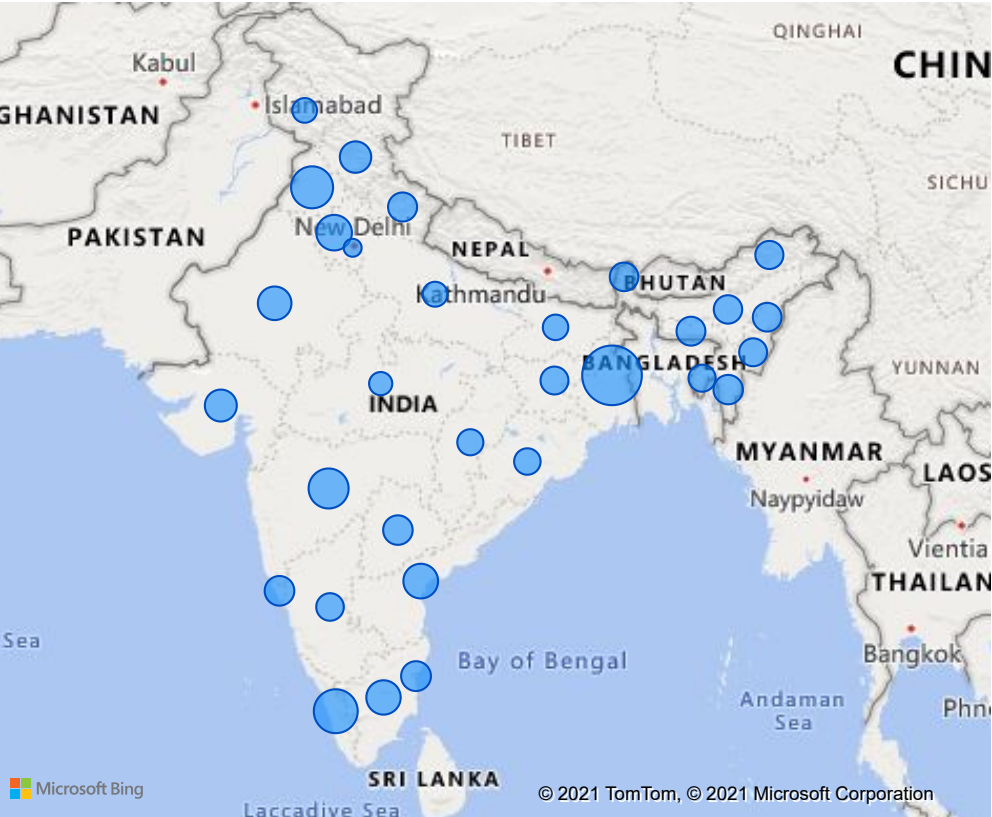 QINGHAI
CHIN
Kabul
Islamabad
GHANISTAN
TIBET
SICHU
PAKISTAN
New Delhi
NEPAL
BHUTAN
Kathmandu
BANGLADESH
YUNNAN
INDIA
MYANMAR
LAOS
Naypyidaw
Vientia
THAILAN
Sea
Bay of Bengal
Bangkok
Andaman
Sea
Phn
SRI LANKA
Microsoft Bing
© 2021 TomTom, © 2021 Microsoft Corporation
Laccadive Sea